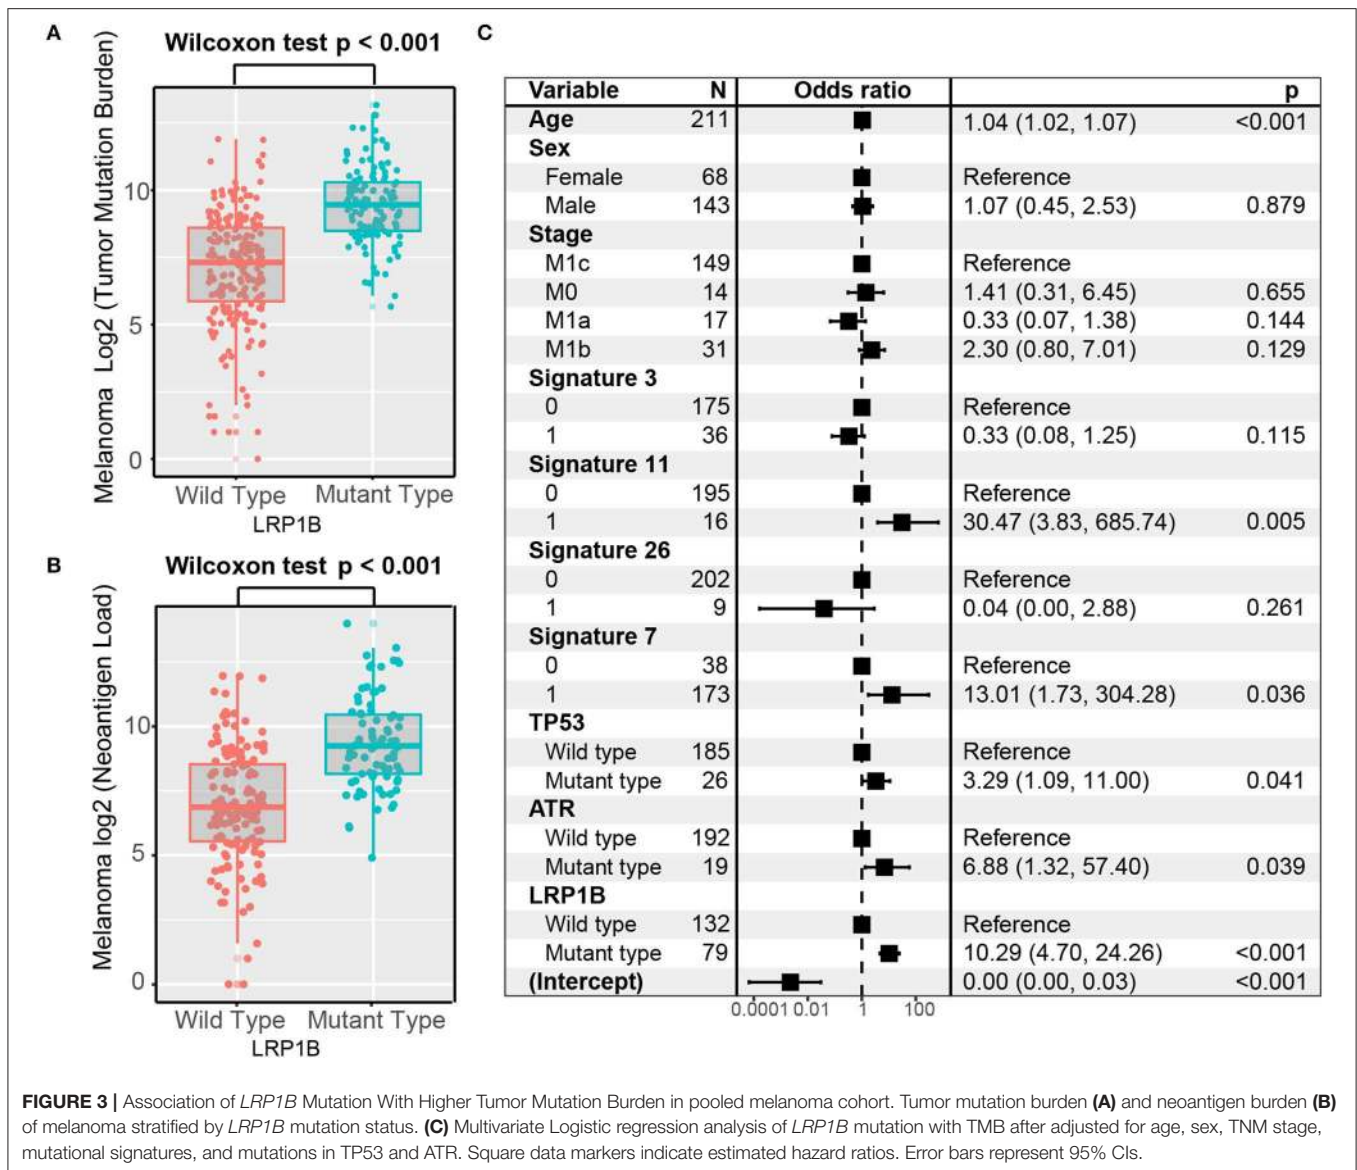 A
Wilcoxon test p < 0.001
Melanoma Log2 (Tumor Mutation Burden)
10
5
0
Wild Type Mutant Type
LRP1B
B
Wilcoxon test p < 0.001
Melanoma log2 (Neoantigen Load)
10
5
0
Wild Type Mutant Type
LRP1B
C
Variable N Odds ratio p
Age 211 1.04 (1.02, 1.07) <0.001
Sex
Female 68 Reference
Male 143 1.07 (0.45, 2.53) 0.879
Stage
M1c 149 Reference
M0 14 1.41 (0.31, 6.45) 0.655
M1a 17 0.33 (0.07, 1.38) 0.144
M1b 31 2.30 (0.80, 7.01) 0.129
Signature 3
0 175 Reference
1 36 0.33 (0.08, 1.25) 0.115
Signature 11
0 195 Reference
1 16 30.47 (3.83, 685.74) 0.005
Signature 26
0 202 Reference
1 9 0.04 (0.00, 2.88) 0.261
Signature 7
0 38 Reference
1 173 13.01 (1.73, 304.28) 0.036
TP53
Wild type 185 Reference
Mutant type 26 3.29 (1.09, 11.00) 0.041
ATR
Wild type 192 Reference
Mutant type 19 6.88 (1.32, 57.40) 0.039
LRP1B
Wild type 132 Reference
Mutant type 79 10.29 (4.70, 24.26) <0.001
(Intercept) 0.00 (0.00, 0.03) <0.001
0.0001 0.01 1 100
FIGURE 3 | Association of LRP1B Mutation With Higher Tumor Mutation Burden in pooled melanoma cohort. Tumor mutation burden (A) and neoantigen burden (B)
of melanoma stratified by LRP1B mutation status. (C) Multivariate Logistic regression analysis of LRP1B mutation with TMB after adjusted for age, sex, TNM stage,
mutational signatures, and mutations in TP53 and ATR. Square data markers indicate estimated hazard ratios. Error bars represent 95% CIs.